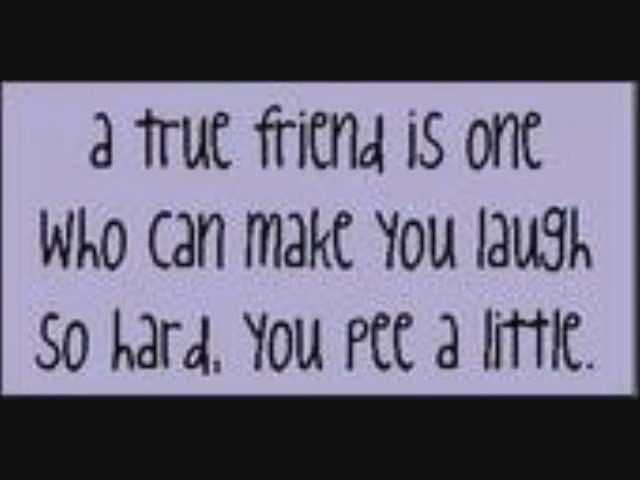 a true friend is one
who can make you laugh
so hard, you pee a little.